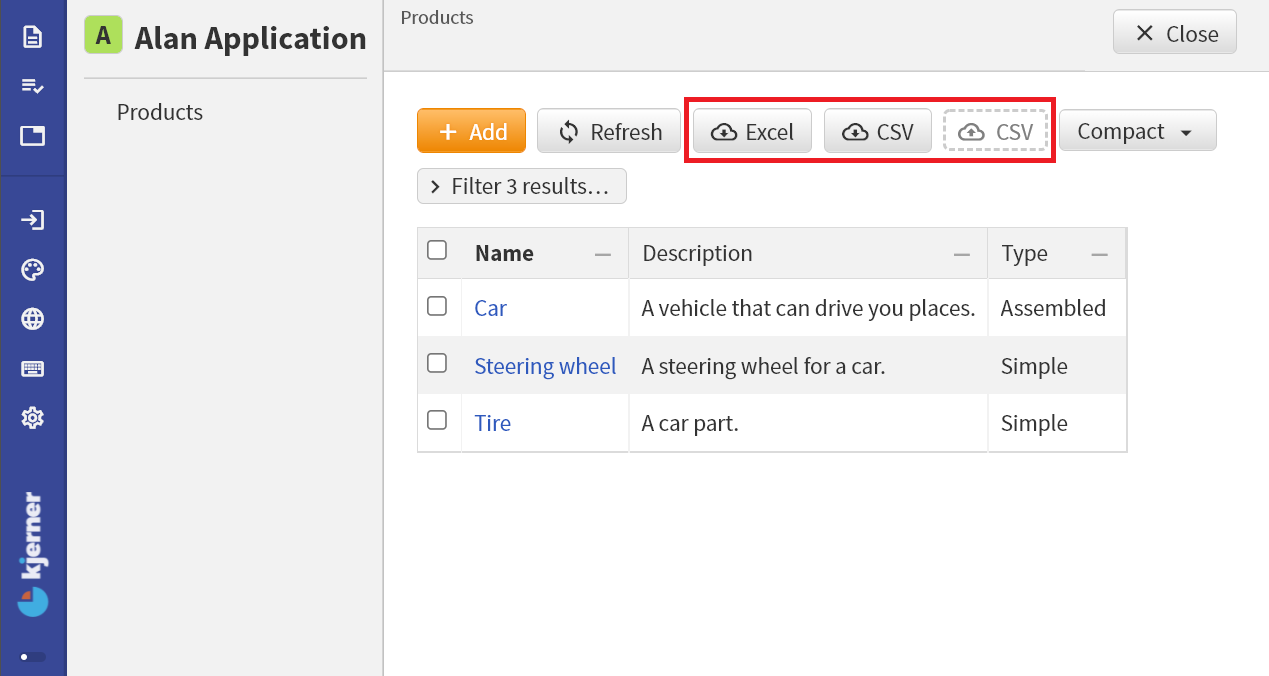 A Alan Application
Products
Products
Close
Add Refresh Excel CSV CSV Compact
Filter 3 results...
Name Description Type
Car A vehicle that can drive you places. Assembled
Steering wheel A steering wheel for a car. Simple
Tire A car part. Simple
kjerner